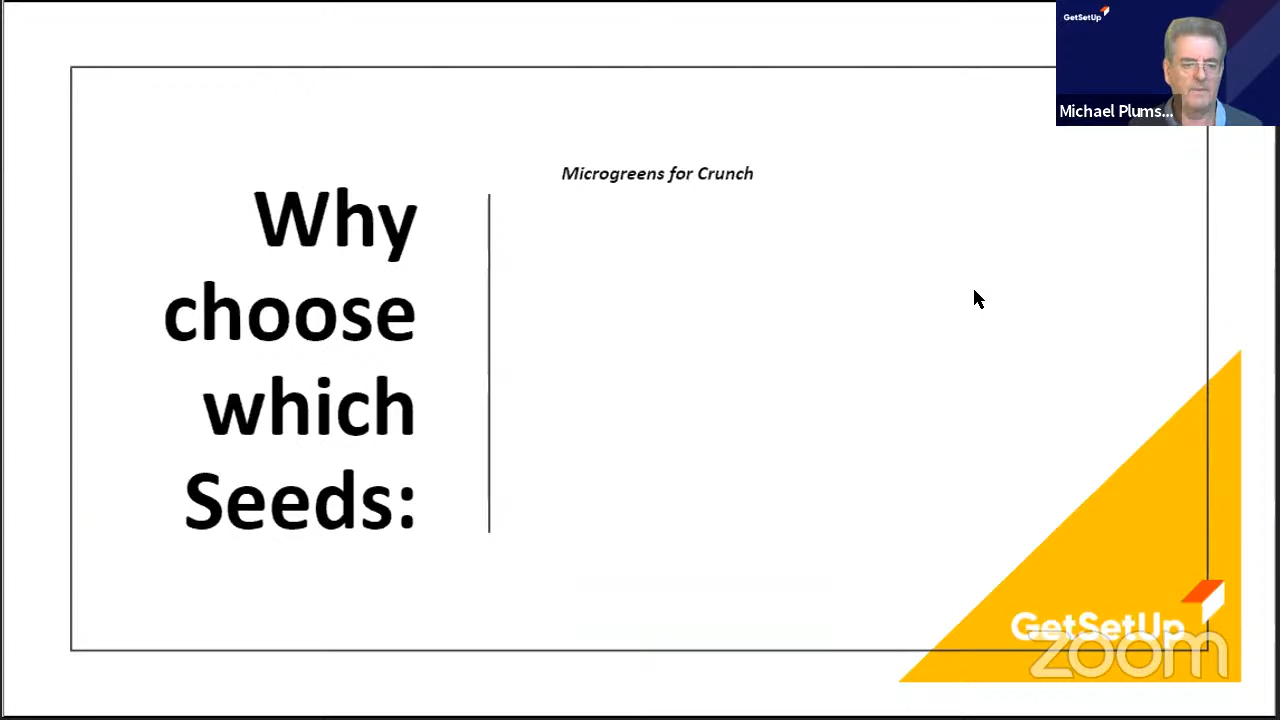 GetSetUp
Michael Plums...
Microgreens for Crunch
Why
choose
which
Seeds:
GetSetUp
zoom